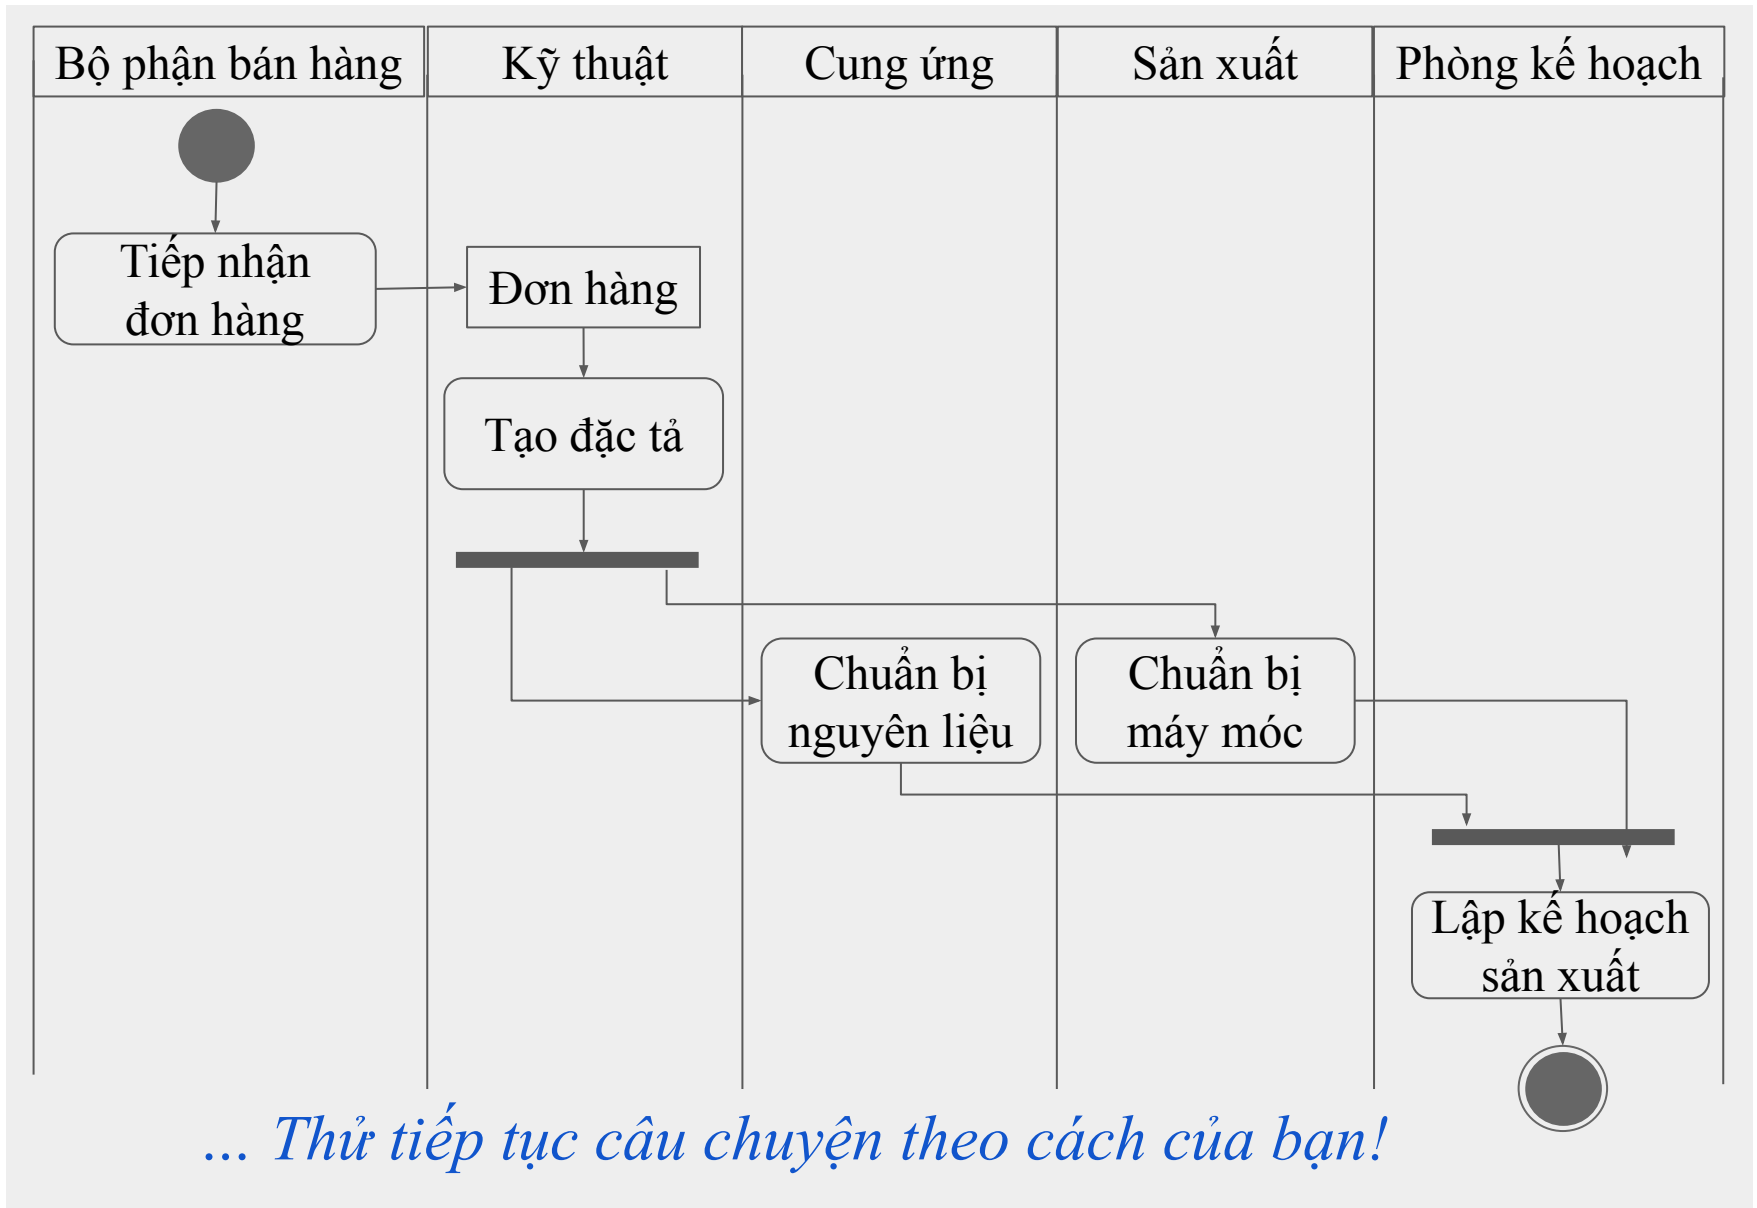 Bộ phận bán hàng
Kỹ thuật
Cung ứng
Sản xuất
Phòng kế hoạch
Tiếp nhận
đơn hàng
Đơn hàng
Tạo đặc tả
Chuẩn bị
nguyên liệu
Chuẩn bị
máy móc
Lập kế hoạch
sản xuất
... Thử tiếp tục câu chuyện theo cách của bạn!